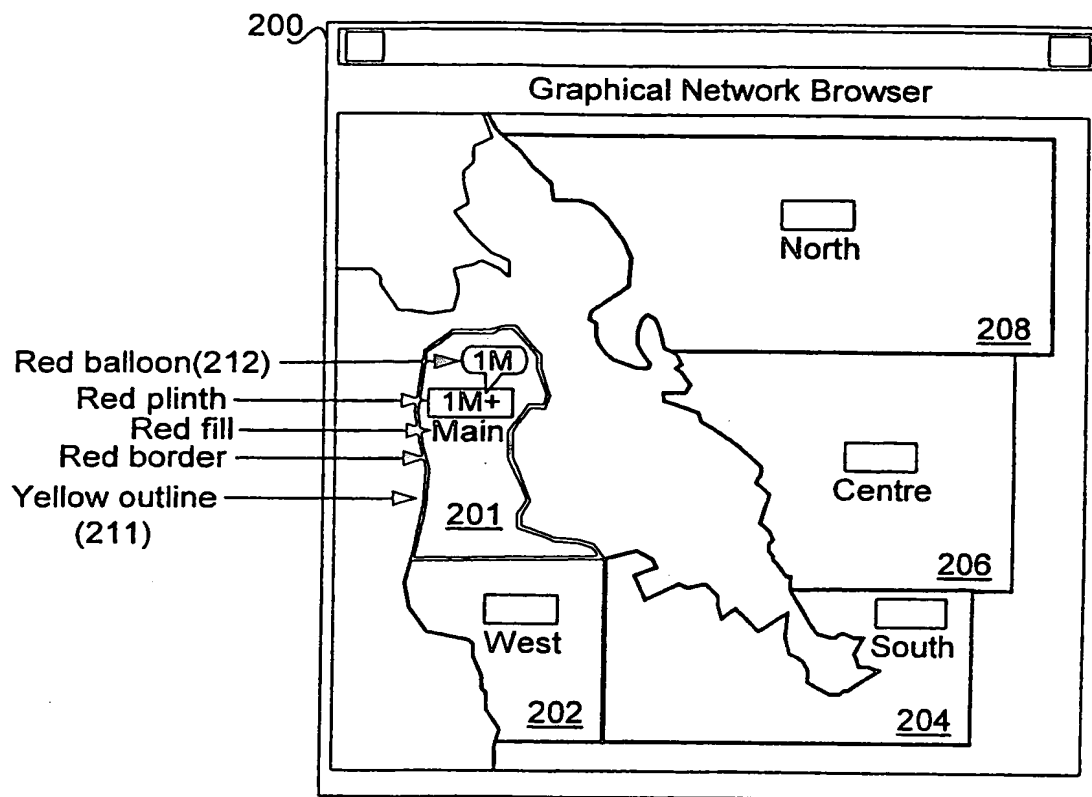 200
Graphical Network Browser
North
208
Red balloon(212)
1M
Red plinth
1M+
Red fill
Main
Red border
Yellow outline
(211)
201
Centre
206
West
202
South
204